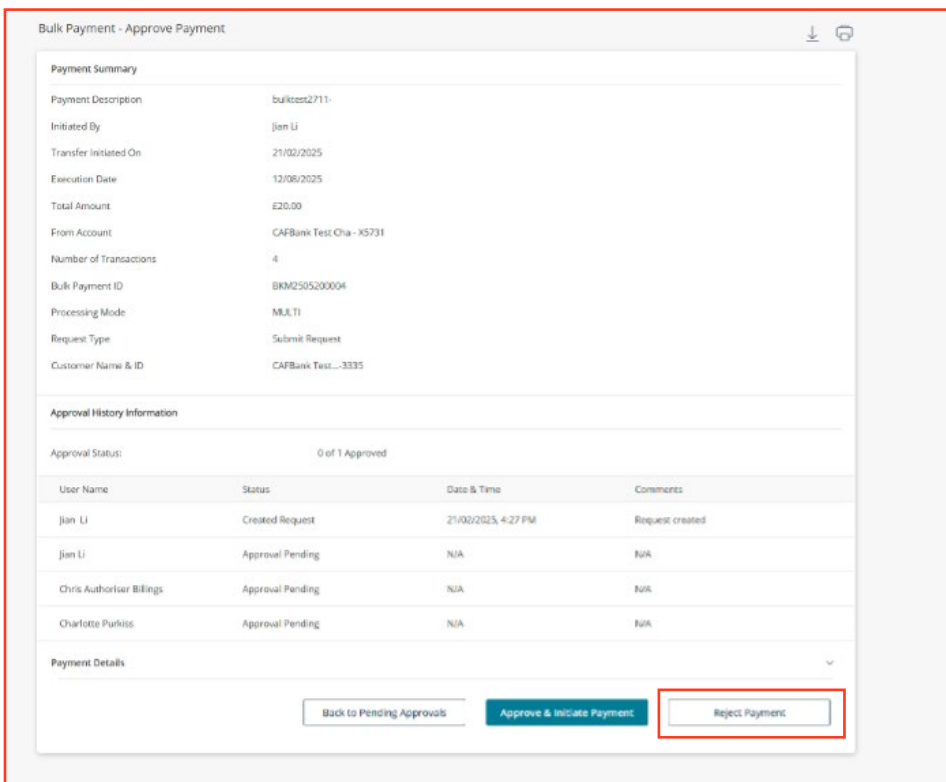 Bulk Payment - Approve Payment
Payment Summary
Payment Description bulktest2711-
Initiated By Jian Li
Transfer Initiated On 21/02/2025
Execution Date 12/08/2025
Total Amount £20.00
From Account CAFBank Test Cha - X5731
Number of Transactions 4
Bulk Payment ID BKM2505200004
Processing Mode MULTI
Request Type Submit Request
Customer Name & ID CAFBank Test...-3335
Approval History Information
Approval Status: 0 of 1 Approved
User Name Status Date & Time Comments
Jian Li Created Request 21/02/2025, 4:27 PM Request created
Jian Li Approval Pending N/A N/A
Chris Authoriser Billings Approval Pending N/A N/A
Charlotte Purkiss Approval Pending N/A N/A
Payment Details
Back to Pending Approvals Approve & Initiate Payment Reject Payment